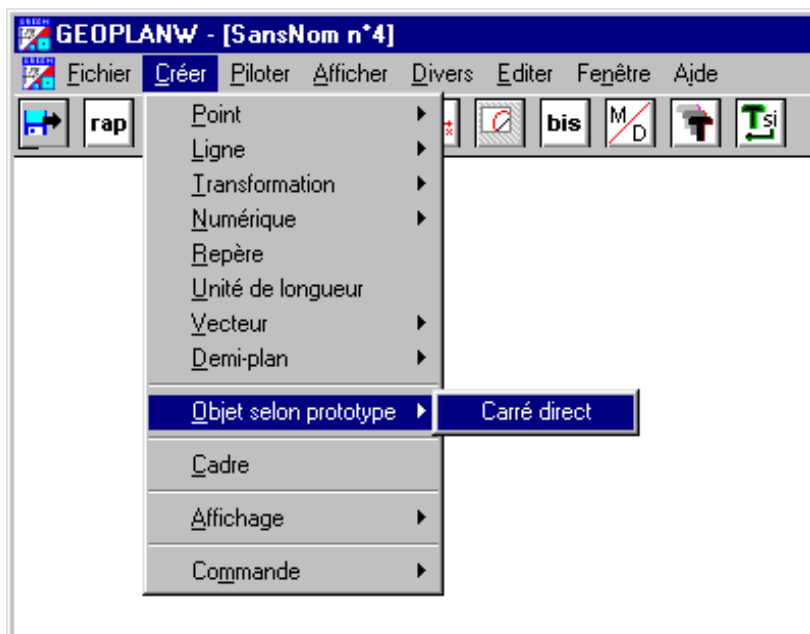 GEOPLANW - [SansNom n°4]
Fichier Créer Piloter Afficher Divers Editer Fenêtre Ajde
rap bis M/D T Tsi
Point
Ligne
Transformation
Numérique
Repère
Unité de longueur
Vecteur
Demi-plan
Objet selon prototype Carré direct
Cadre
Affichage
Commande